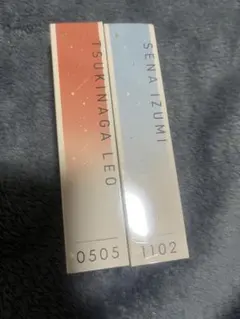 TSUKINAGA LEO
0505
SENA IZUMI
1102